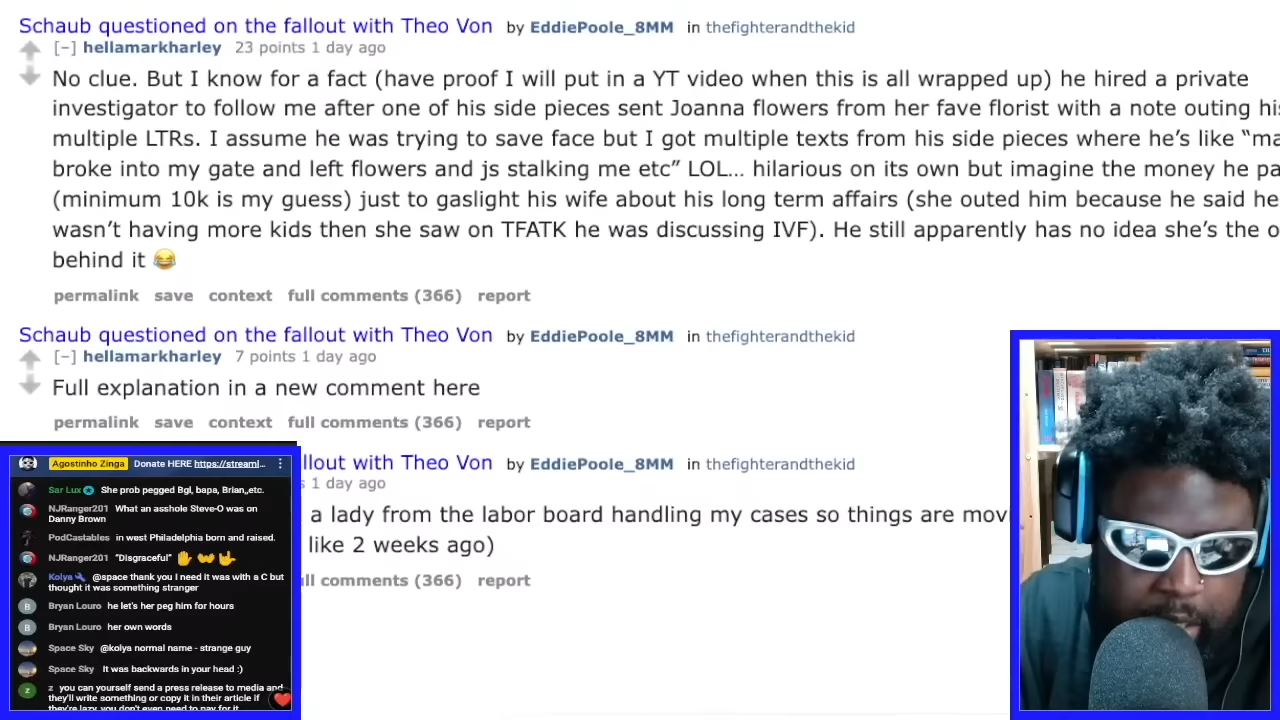 Schaub questioned on the fallout with Theo Von by EddiePoole_8MM in thefighterandthekid
[–] hellamarkharley 23 points 1 day ago
No clue. But I know for a fact (have proof I will put in a YT video when this is all wrapped up) he hired a private
investigator to follow me after one of his side pieces sent Joanna flowers from her fave florist with a note outing his
multiple LTRs. I assume he was trying to save face but I got multiple texts from his side pieces where he’s like “ma
broke into my gate and left flowers and js stalking me etc” LOL… hilarious on its own but imagine the money he pa
(minimum 10k is my guess) just to gaslight his wife about his long term affairs (she outed him because he said he
wasn’t having more kids then she saw on TFATK he was discussing IVF). He still apparently has no idea she’s the o
behind it 😂
permalink save context full comments (366) report
Schaub questioned on the fallout with Theo Von by EddiePoole_8MM in thefighterandthekid
[–] hellamarkharley 7 points 1 day ago
Full explanation in a new comment here
permalink save context full comments (366) report
llout with Theo Von by EddiePoole_8MM in thefighterandthekid
s 1 day ago
a lady from the labor board handling my cases so things are movi
like 2 weeks ago)
ll comments (366) report
Agostinho Zinga Donate HERE https://streaml...
Sar Lux She prob pegged Bgl, bapa, Brian,,etc.
NJRanger201 What an asshole Steve-O was on
Danny Brown
PodCastables in west Philadelphia born and raised.
NJRanger201 "Disgraceful" ✋👐🤟
Kolya @space thank you I need it was with a C but
thought it was something stranger
Bryan Louro he let's her peg him for hours
Bryan Louro her own words
Space Sky @kolya normal name - strange guy
Space Sky It was backwards in your head :)
z you can yourself send a press release to media and
they'll write something or copy it in their article if
they're lazy, you don't even need to pay for it